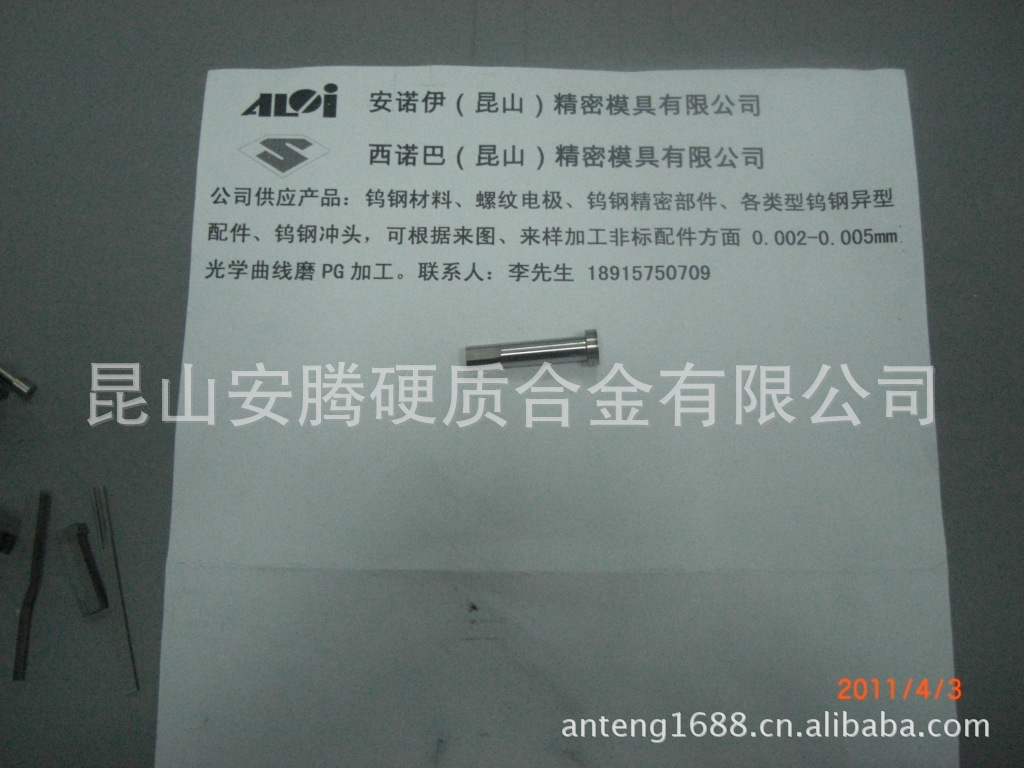 ALOi 安诺伊（昆山）精密模具有限公司
西诺巴（昆山）精密模具有限公司
公司供应产品：钨钢材料、螺纹电极、钨钢精密部件、各类型钨钢异型
配件、钨钢冲头，可根据来图、来样加工非标配件方面 0.002-0.005mm
光学曲线磨 PG 加工。联系人：李先生 18915750709
昆山安腾硬质合金有限公司
2011/4/3
anteng1688.cn.alibaba.com